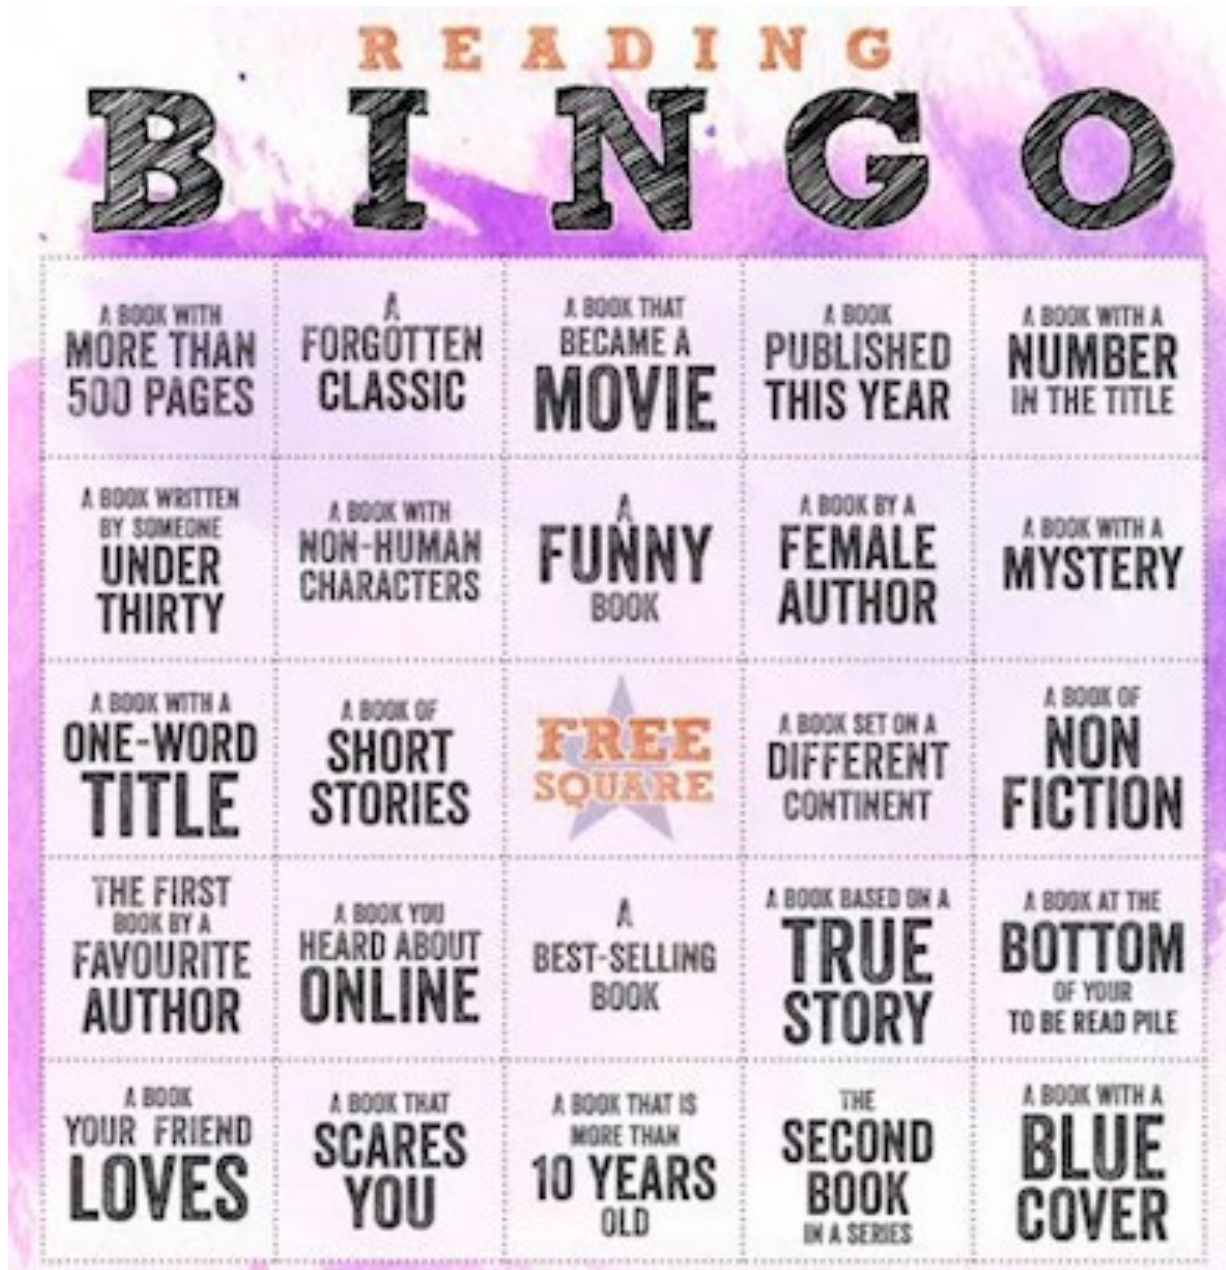 READING
BINGO
A BOOK WITH
MORE THAN
500 PAGES
A
FORGOTTEN
CLASSIC
A BOOK THAT
BECAME A
MOVIE
A BOOK
PUBLISHED
THIS YEAR
A BOOK WITH A
NUMBER
IN THE TITLE
A BOOK WRITTEN
BY SOMEONE
UNDER
THIRTY
A BOOK WITH
NON-HUMAN
CHARACTERS
A
FUNNY
BOOK
A BOOK BY A
FEMALE
AUTHOR
A BOOK WITH A
MYSTERY
A BOOK WITH A
ONE-WORD
TITLE
A BOOK OF
SHORT
STORIES
FREE
SQUARE
A BOOK SET ON A
DIFFERENT
CONTINENT
A BOOK OF
NON
FICTION
THE FIRST
BOOK BY A
FAVOURITE
AUTHOR
A BOOK YOU
HEARD ABOUT
ONLINE
A
BEST-SELLING
BOOK
A BOOK BASED ON A
TRUE
STORY
A BOOK AT THE
BOTTOM
OF YOUR
TO BE READ PILE
A BOOK
YOUR FRIEND
LOVES
A BOOK THAT
SCARES
YOU
A BOOK THAT IS
MORE THAN
10 YEARS
OLD
THE
SECOND
BOOK
IN A SERIES
A BOOK WITH A
BLUE
COVER